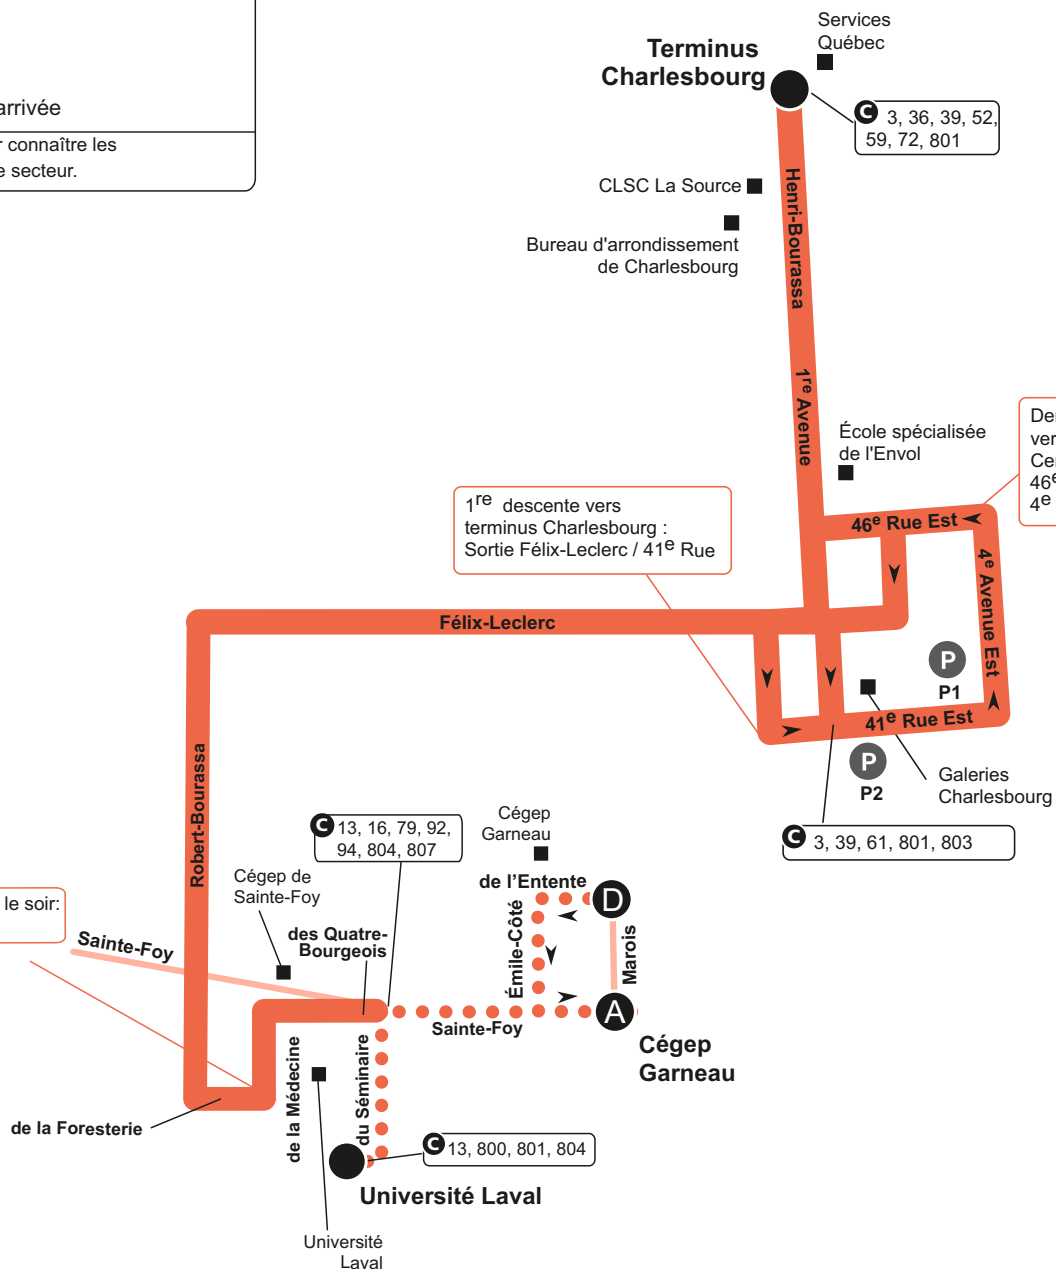 arrivée
r connaître les
e secteur.
Services
Québec
Terminus
Charlesbourg
C 3, 36, 39, 52,
59, 72, 801
CLSC La Source
Bureau d'arrondissement
de Charlesbourg
Henri-Bourassa
1re Avenue
École spécialisée
de l'Envol
Der
ver
Cer
46e
4e
1re descente vers
terminus Charlesbourg :
Sortie Félix-Leclerc / 41e Rue
46e Rue Est
4e Avenue Est
Félix-Leclerc
P
P1
41e Rue Est
P
P2
Galeries
Charlesbourg
C 3, 39, 61, 801, 803
Robert-Bourassa
C 13, 16, 79, 92,
94, 804, 807
Cégep
Garneau
Cégep de
Sainte-Foy
de l'Entente
D
le soir:
Sainte-Foy
des Quatre-
Bourgeois
Émile-Côté
Marois
A
Sainte-Foy
Cégep
Garneau
de la Médecine
du Séminaire
de la Foresterie
C 13, 800, 801, 804
Université Laval
Université
Laval